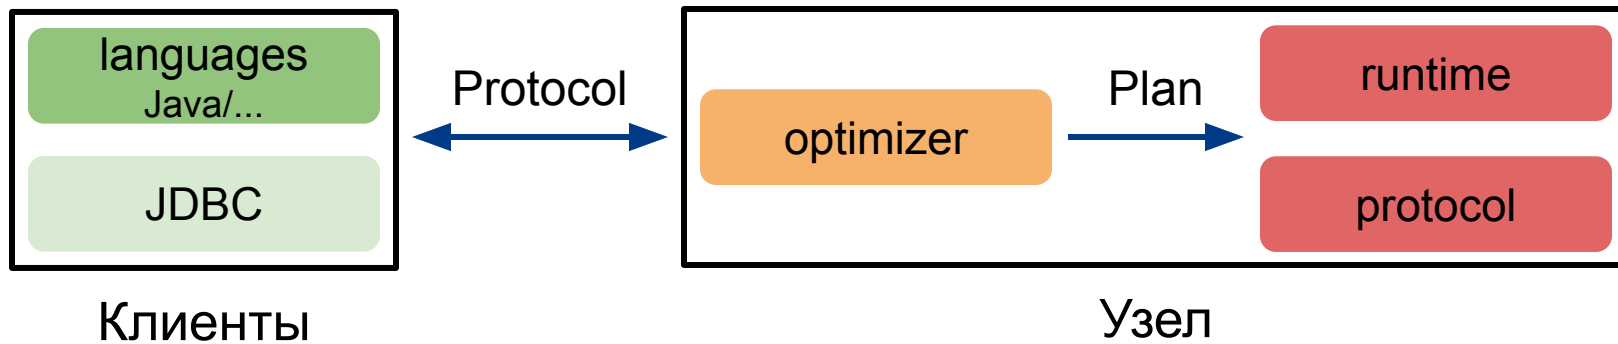 languages
Java/...
JDBC
Клиенты
Protocol
optimizer
Plan
runtime
protocol
Узел